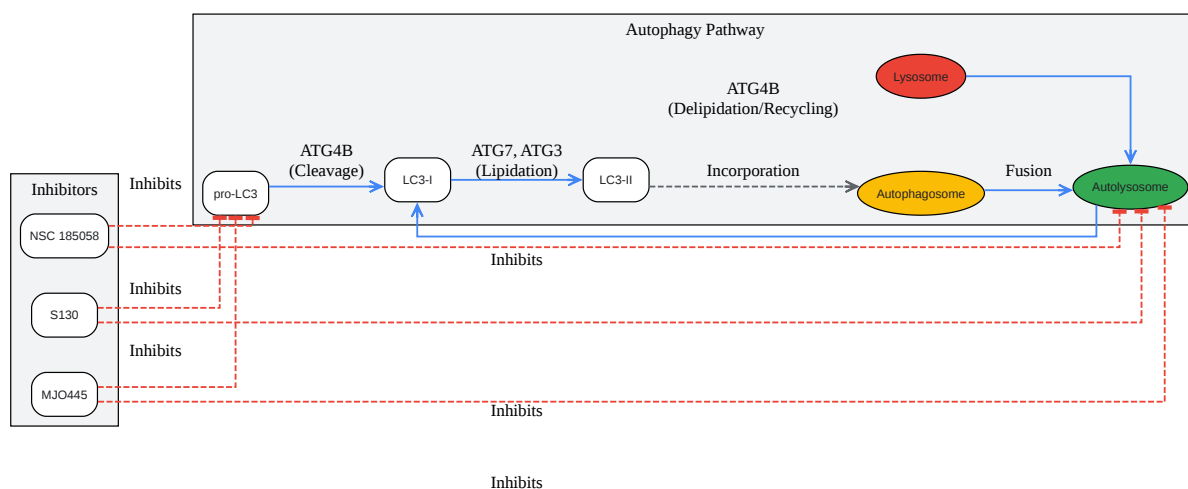 Autophagy Pathway
Lysosome
ATG4B
(Delipidation/Recycling)
ATG4B
(Cleavage)
ATG7, ATG3
(Lipidation)
Incorporation
Fusion
Inhibitors
Inhibits
pro-LC3
LC3-I
LC3-II
Autophagosome
Autolysosome
NSC 185058
Inhibits
Inhibits
S130
Inhibits
MJO445
Inhibits
Inhibits